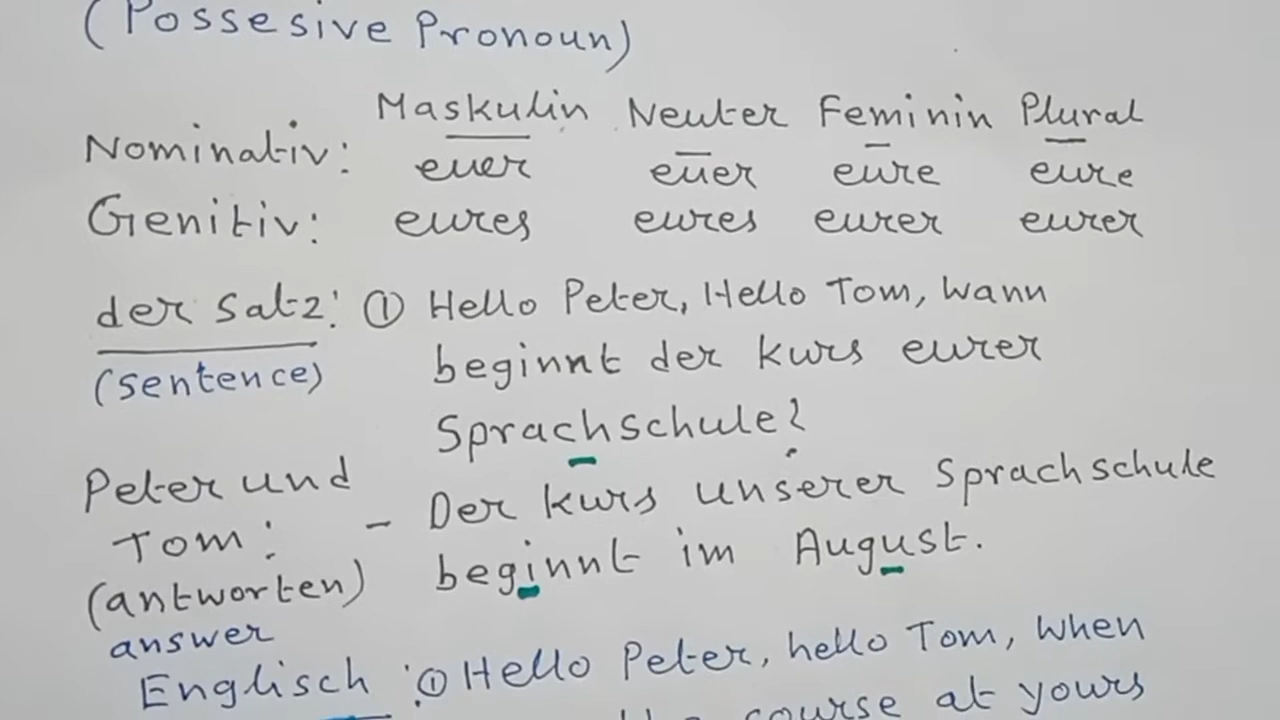 (Possesive Pronoun)
Maskulin Neuter Feminin Plural
Nominativ: euer euer eure eure
Genitiv: eures eures eurer eurer
der Satz: ① Hello Peter, Hello Tom, wann
(sentence) beginnt der Kurs eurer
Sprachschule?
Peter und
Tom: - Der Kurs unserer Sprachschule
(antworten) beginnt im August.
answer
Englisch : ① Hello Peter, hello Tom, when
course at yours